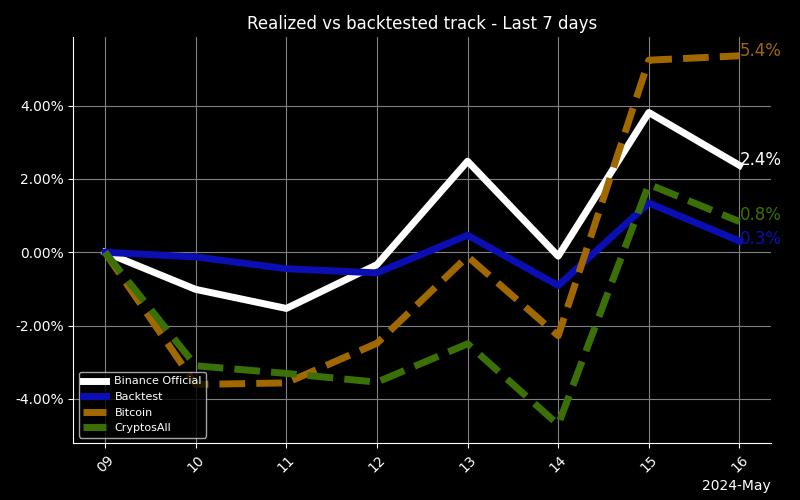 Realized vs backtested track - Last 7 days
5.4%
4.00%
2.4%
2.00%
0.8%
0.3%
0.00%
-2.00%
-4.00%
Binance Official
Backtest
Bitcoin
CryptosAll
09 10 11 12 13 14 15 16
2024-May